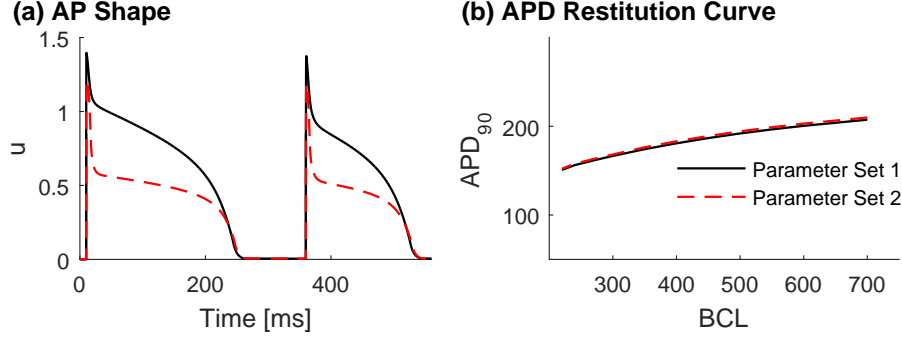 (a) AP Shape
1.5
1
0.5
0
u
0
200
400
Time [ms]
(b) APD Restitution Curve
200
100
APD90
Parameter Set 1
Parameter Set 2
300
400
500
600
700
BCL